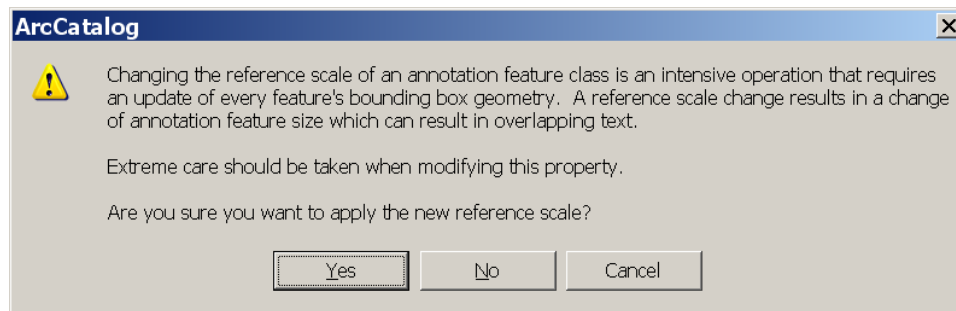 ArcCatalog
Changing the reference scale of an annotation feature class is an intensive operation that requires
an update of every feature's bounding box geometry.  A reference scale change results in a change
of annotation feature size which can result in overlapping text.
Extreme care should be taken when modifying this property.
Are you sure you want to apply the new reference scale?
Yes No Cancel